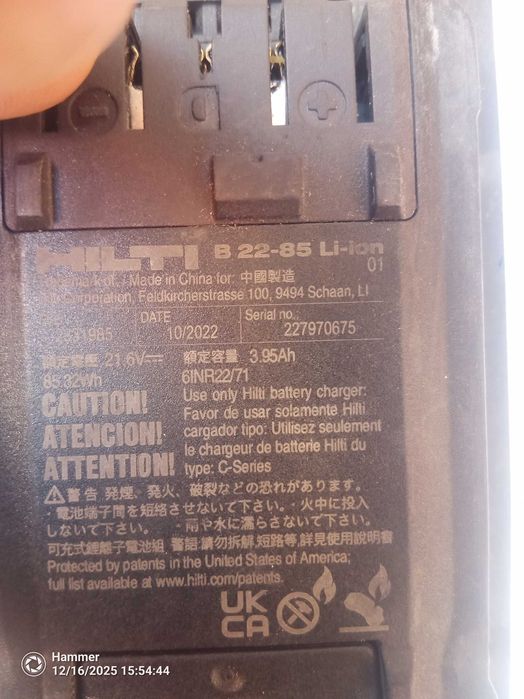 D
HILTI B 22-85 Li-ion
01
Trademark of, / Made in China for: 中國製造
Corporation, Feldkircherstrasse 100, 9494 Schaan, LI
DATE Serial no.:
10/2022 227970675
額定電壓 21.6V 額定容量 3.95Ah
85.32Wh 6INR22/71
CAUTION! Use only Hilti battery charger:
ATENCION! Favor de usar solamente Hilti
cargador tipo: Utilisez seulement
ATTENTION! le chargeur de batterie Hilti du
type: C-Series
警告 発煙、発火、破裂などの恐れがあります。
・電池端子間を短絡させないで下さい。・火中に投入
しないで下さい。・雨や水に濡らさないで下さい。
可充式鋰離子電池組, 警語:請勿拆解, 短路等, 詳見使用說明書
Protected by patents in the United States of America;
full list available at www.hilti.com/patents.
UK
CA
Hammer
12/16/2025 15:54:44